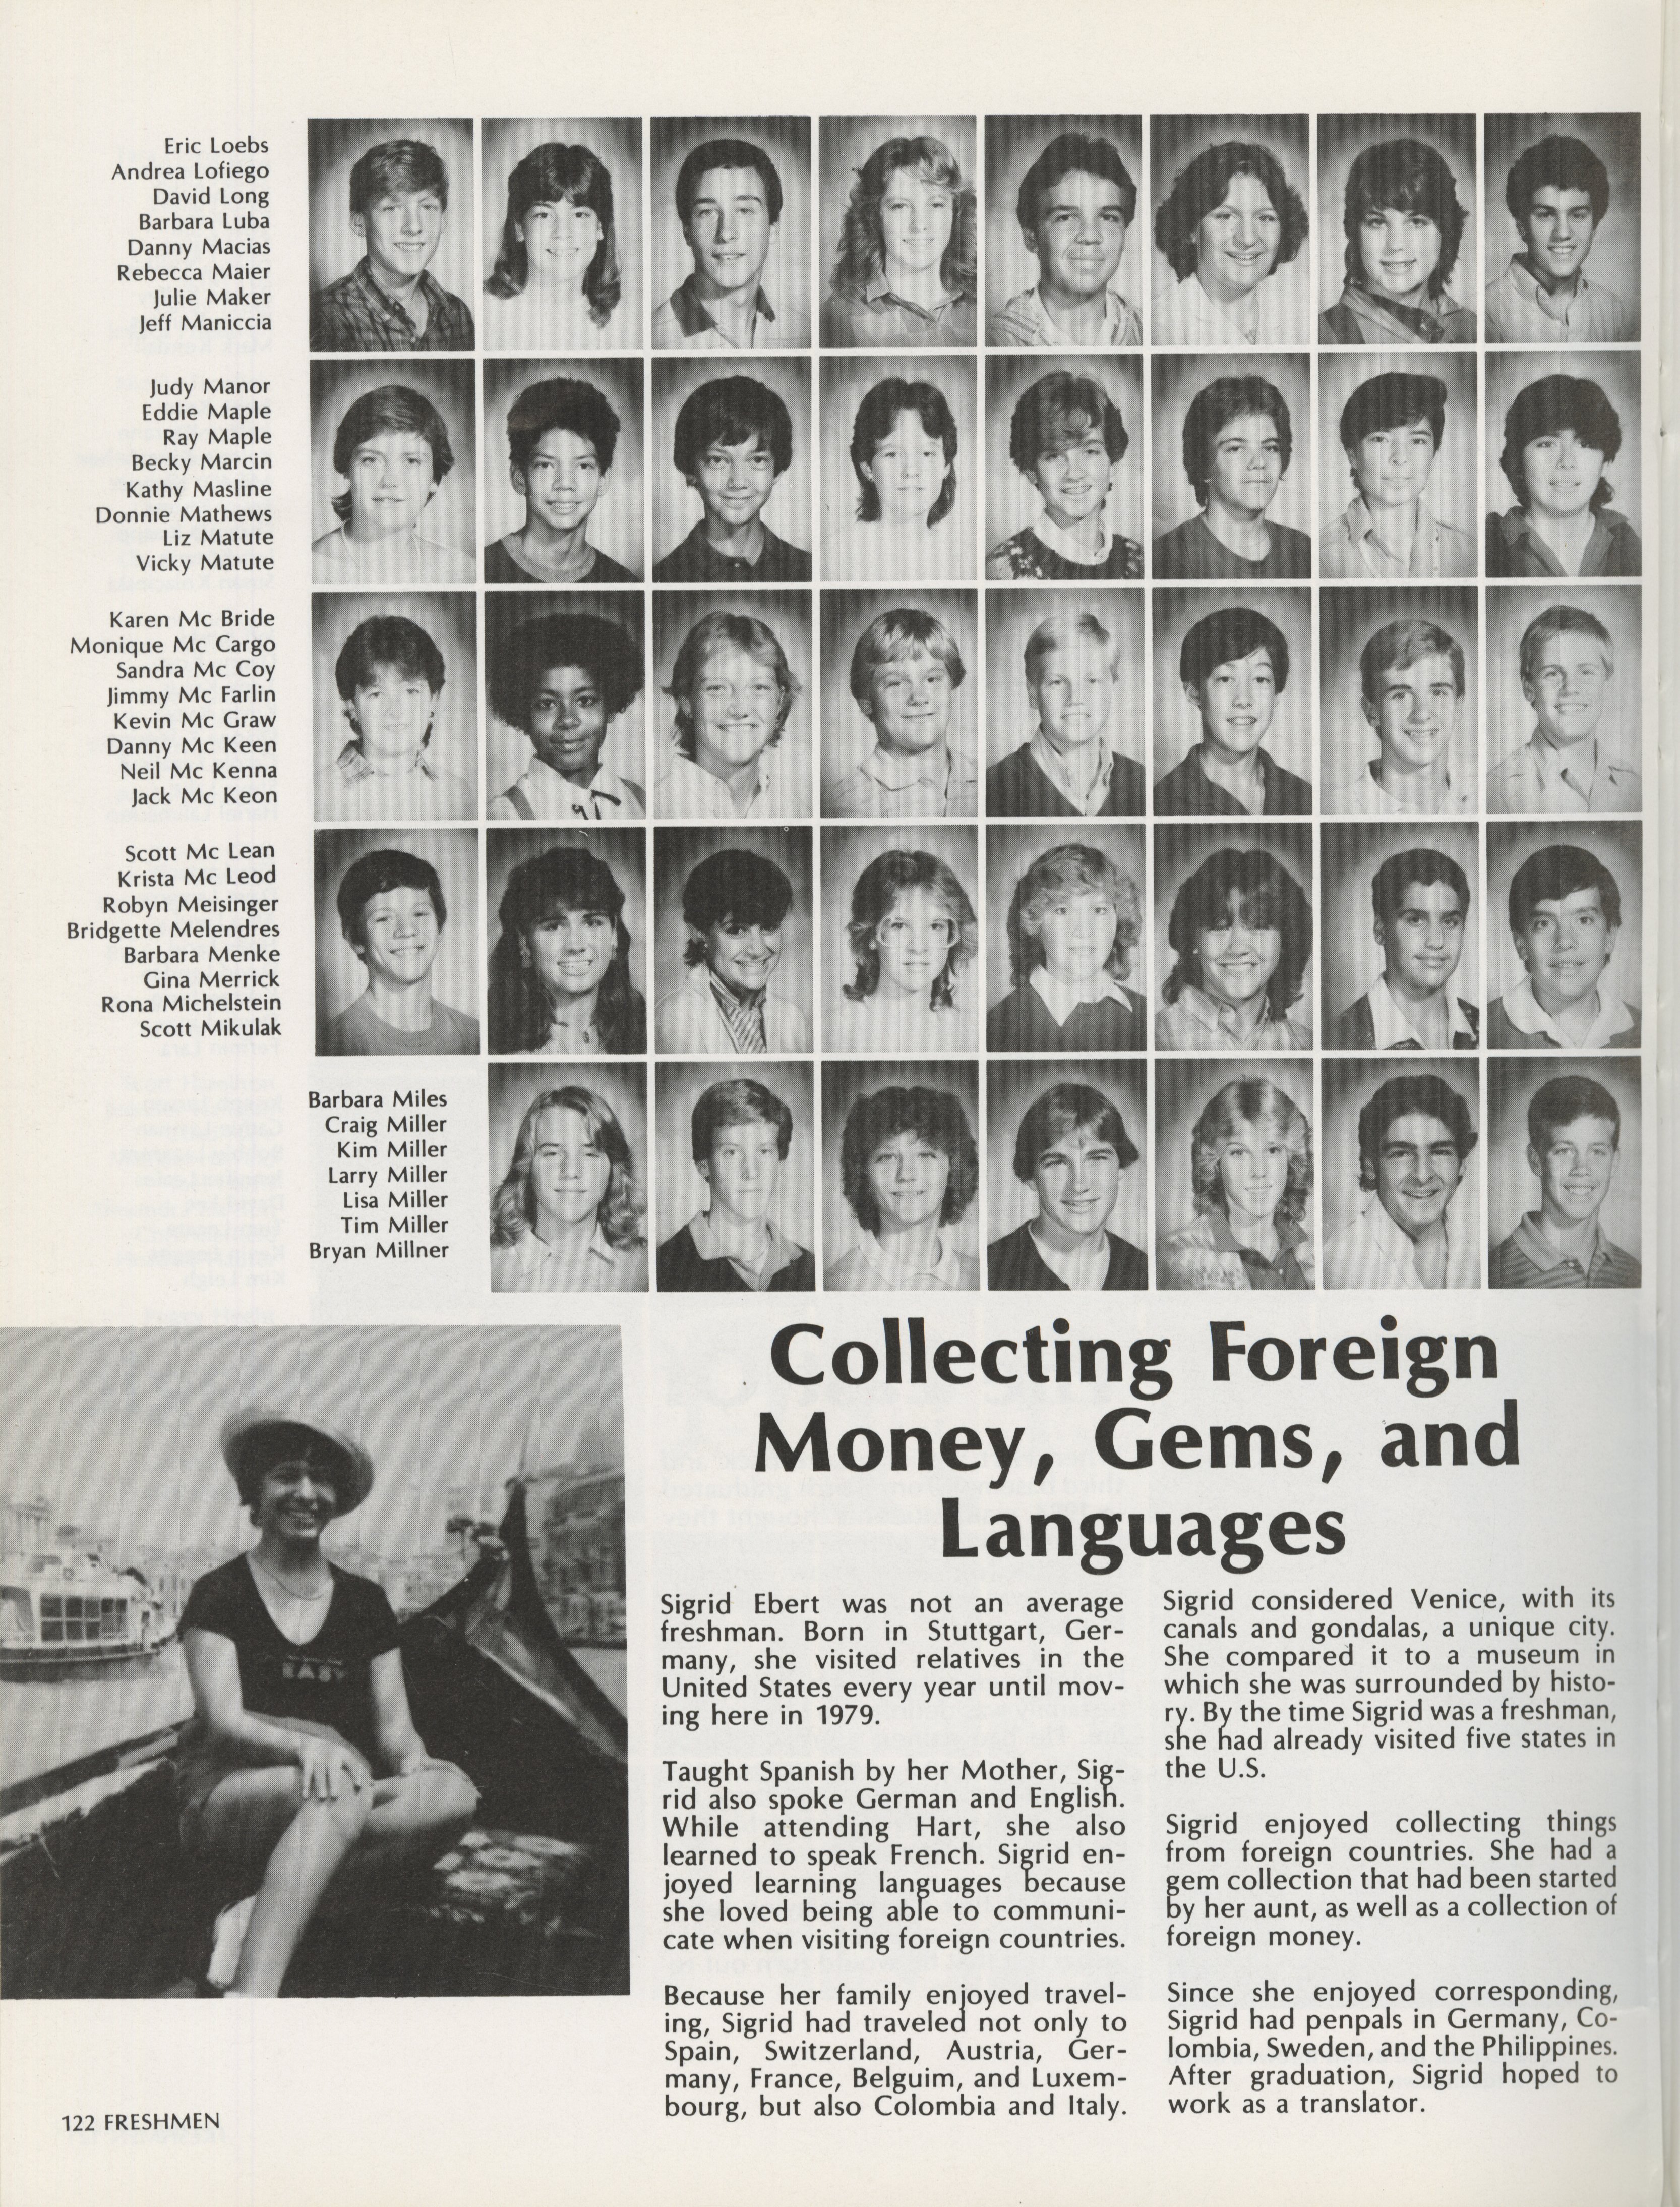 Eric Loebs
Andrea Lofiego
David Long
Barbara Luba
Danny Macias
Rebecca Maier
Julie Maker
Jeff Maniccia
Judy Manor
Eddie Maple
Ray Maple
Becky Marcin
Kathy Masline
Donnie Mathews
Liz Matute
Vicky Matute
Karen Mc Bride
Monique Mc Cargo
Sandra Mc Coy
Jimmy Mc Farlin
Kevin Mc Graw
Danny Mc Keen
Neil Mc Kenna
Jack Mc Keon
Scott Mc Lean
Krista Mc Leod
Robyn Meisinger
Bridgette Melendres
Barbara Menke
Gina Merrick
Rona Michelstein
Scott Mikulak
Barbara Miles
Craig Miller
Kim Miller
Larry Miller
Lisa Miller
Tim Miller
Bryan Millner
EASY
Collecting Foreign
Money, Gems, and
Languages
Sigrid Ebert was not an average
freshman. Born in Stuttgart, Ger-
many, she visited relatives in the
United States every year until mov-
ing here in 1979.
Taught Spanish by her Mother, Sig-
rid also spoke German and English.
While attending Hart, she also
learned to speak French. Sigrid en-
joyed learning languages because
she loved being able to communi-
cate when visiting foreign countries.
Because her family enjoyed travel-
ing, Sigrid had traveled not only to
Spain, Switzerland, Austria, Ger-
many, France, Belguim, and Luxem-
bourg, but also Colombia and Italy.
Sigrid considered Venice, with its
canals and gondalas, a unique city.
She compared it to a museum in
which she was surrounded by histo-
ry. By the time Sigrid was a freshman,
she had already visited five states in
the U.S.
Sigrid enjoyed collecting things
from foreign countries. She had a
gem collection that had been started
by her aunt, as well as a collection of
foreign money.
Since she enjoyed corresponding,
Sigrid had penpals in Germany, Co-
lombia, Sweden, and the Philippines.
After graduation, Sigrid hoped to
work as a translator.
122 FRESHMEN